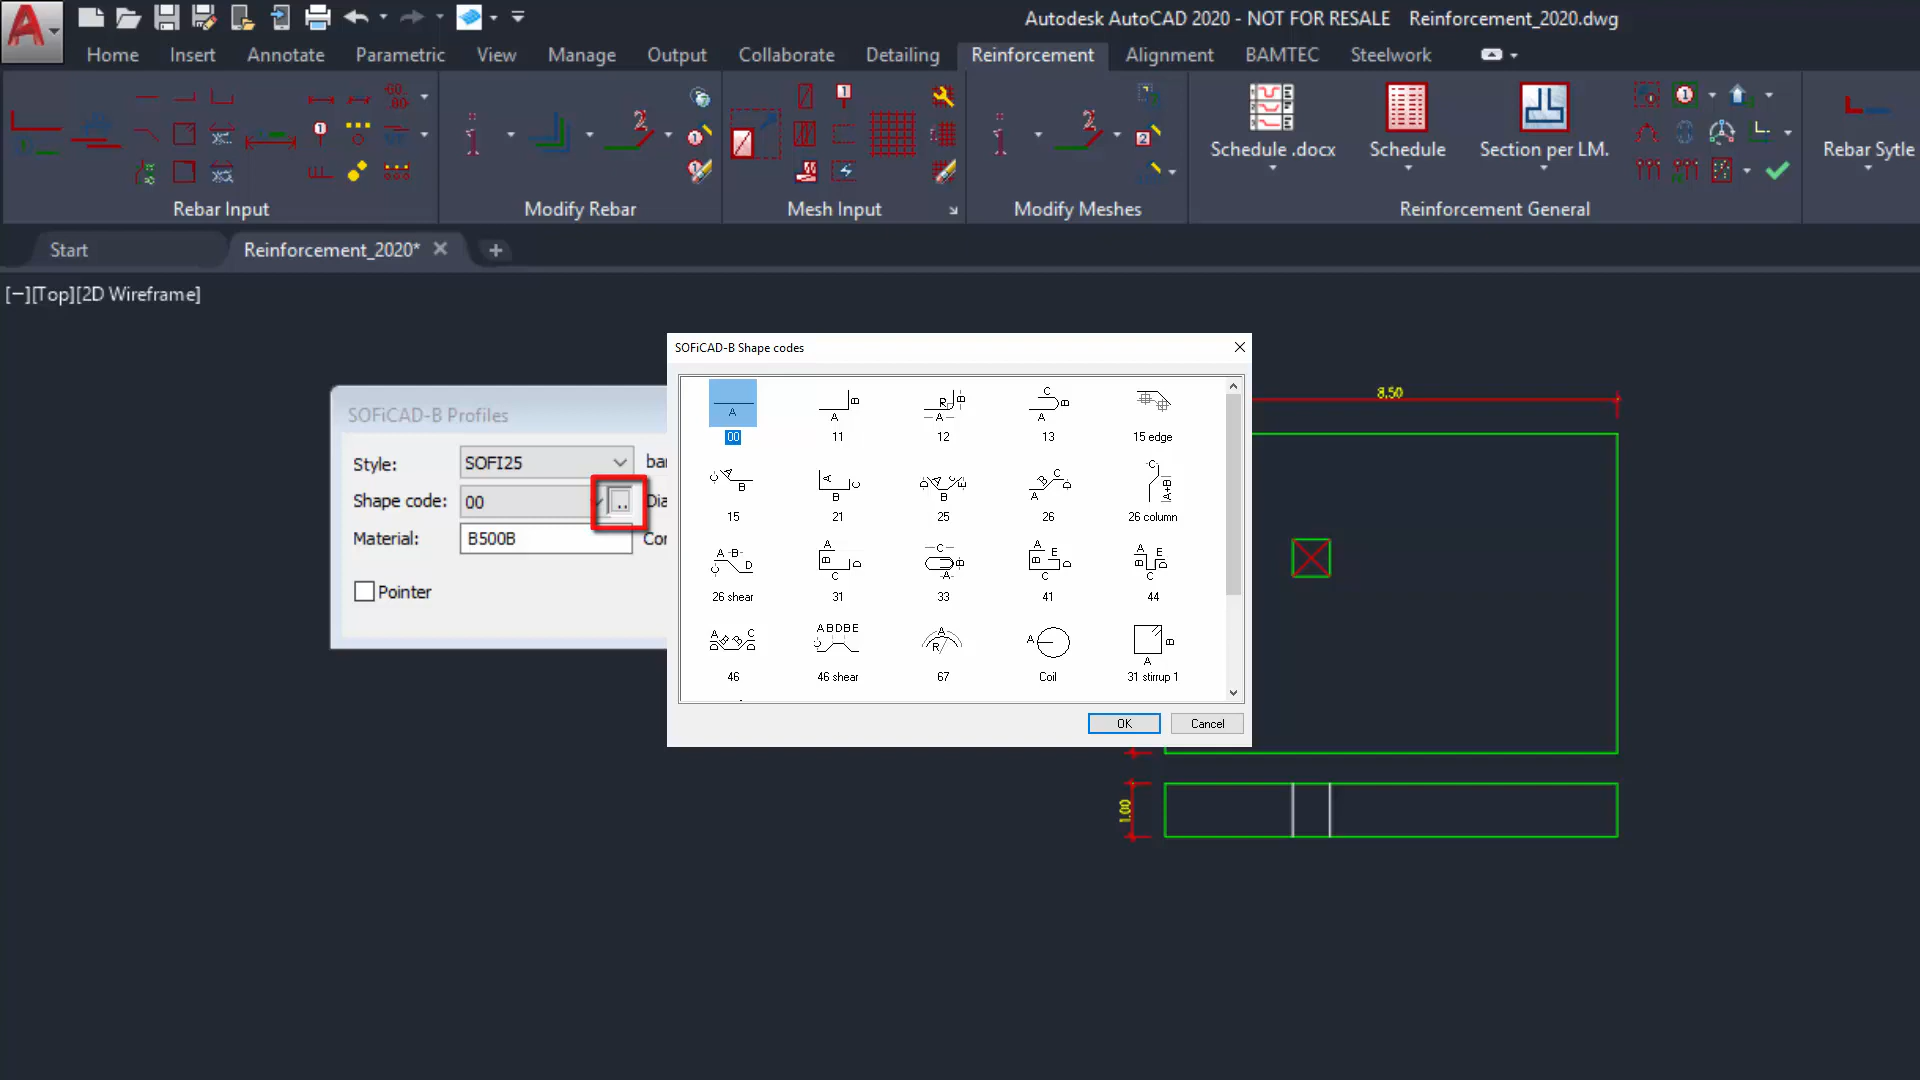 Autodesk AutoCAD 2020 - NOT FOR RESALE Reinforcement_2020.dwg
Home Insert Annotate Parametric View Manage Output Collaborate Detailing Reinforcement Alignment BAMTEC Steelwork
Schedule .docx Schedule Section per LM. Rebar Sytle
Rebar Input Modify Rebar Mesh Input Modify Meshes Reinforcement General
Start Reinforcement_2020* +
[−][Top][2D Wireframe]
SOFiCAD-B Shape codes
8.50
SOFiCAD-B Profiles
Style: SOFI25
Shape code: 00 ..
Material: B500B
Pointer
A
00
A B
11
R B A
12
C B A
13
15 edge
C A B
15
A B C
21
D A B C E
25
A B C D
26
C A+B
26 column
A B C D
26 shear
A B C D
31
C B A
33
A B C E D
41
A B C E D
44
A B B C D D
46
A B D B E C
46 shear
A R
67
A
Coil
A B
31 stirrup 1
OK Cancel
1.00